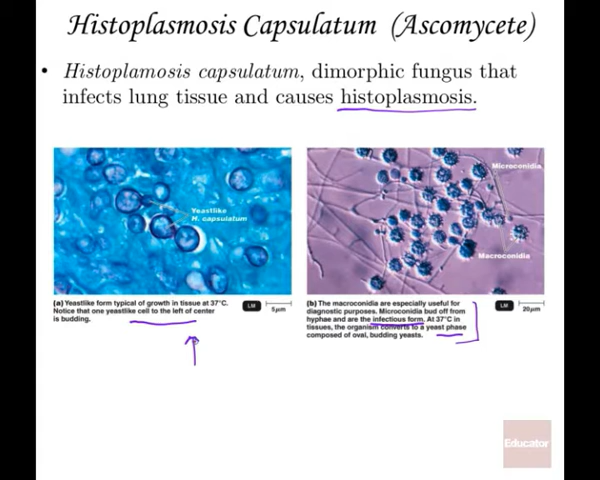 Histoplasmosis Capsulatum (Ascomycete)
• Histoplamosis capsulatum, dimorphic fungus that
infects lung tissue and causes histoplasmosis.
Yeastlike
H. capsulatum
Microconidia
Macroconidia
(a) Yeastlike form typical of growth in tissue at 37°C.
Notice that one yeastlike cell to the left of center
is budding.
LM
5µm
(b) The macroconidia are especially useful for
diagnostic purposes. Microconidia bud off from
hyphae and are the infectious form. At 37°C in
tissues, the organism converts to a yeast phase
composed of oval, budding yeasts.
LM
20µm
Educator